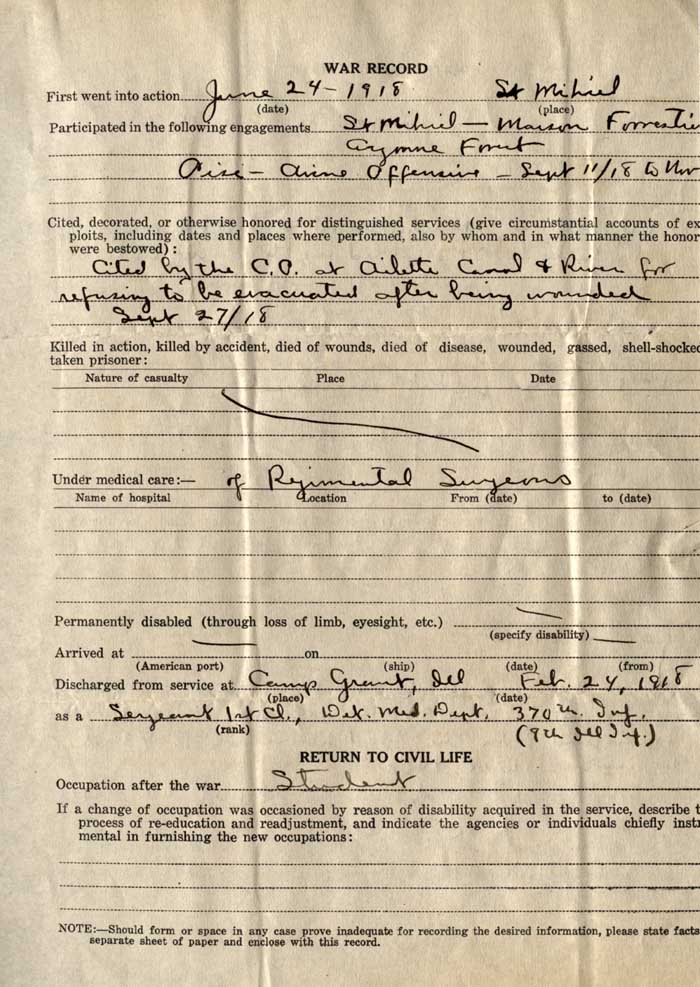 WAR RECORD
First went into action June 24-1918 St Mihiel
(date) (place)
Participated in the following engagements St Mihiel - Maison Forrestie
Argonne Forest
Oise - Aisne Offensive - Sept 11/18 to Nov
Cited, decorated, or otherwise honored for distinguished services (give circumstantial accounts of ex
ploits, including dates and places where performed, also by whom and in what manner the honor
were bestowed):
Cited by the C.O. at Ailette Canal & River for
refusing to be evacuated after being wounded
Sept 27/18
Killed in action, killed by accident, died of wounds, died of disease, wounded, gassed, shell-shocked
taken prisoner:
Nature of casualty Place Date
Under medical care:— of Regimental Surgeons
Name of hospital Location From (date) to (date)
Permanently disabled (through loss of limb, eyesight, etc.)
(specify disability)
Arrived at on
(American port) (ship) (date) (from)
Discharged from service at Camp Grant, Ill Feb. 24, 1918
(place) (date)
as a Sergeant 1st Cl., Det. Med. Dept. 370th. Inf.
(rank) (8th Ill Inf.)
RETURN TO CIVIL LIFE
Occupation after the war Student
If a change of occupation was occasioned by reason of disability acquired in the service, describe t
process of re-education and readjustment, and indicate the agencies or individuals chiefly instr
mental in furnishing the new occupations:
NOTE:—Should form or space in any case prove inadequate for recording the desired information, please state facts
separate sheet of paper and enclose with this record.